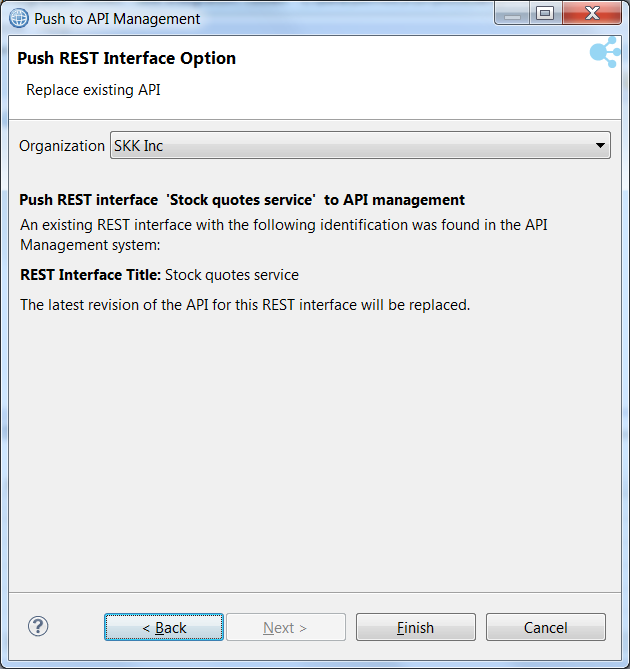 Push to API Management
Push REST Interface Option
Replace existing API
Organization SKK Inc
Push REST interface 'Stock quotes service' to API management
An existing REST interface with the following identification was found in the API
Management system:
REST Interface Title: Stock quotes service
The latest revision of the API for this REST interface will be replaced.
? < Back Next > Finish Cancel